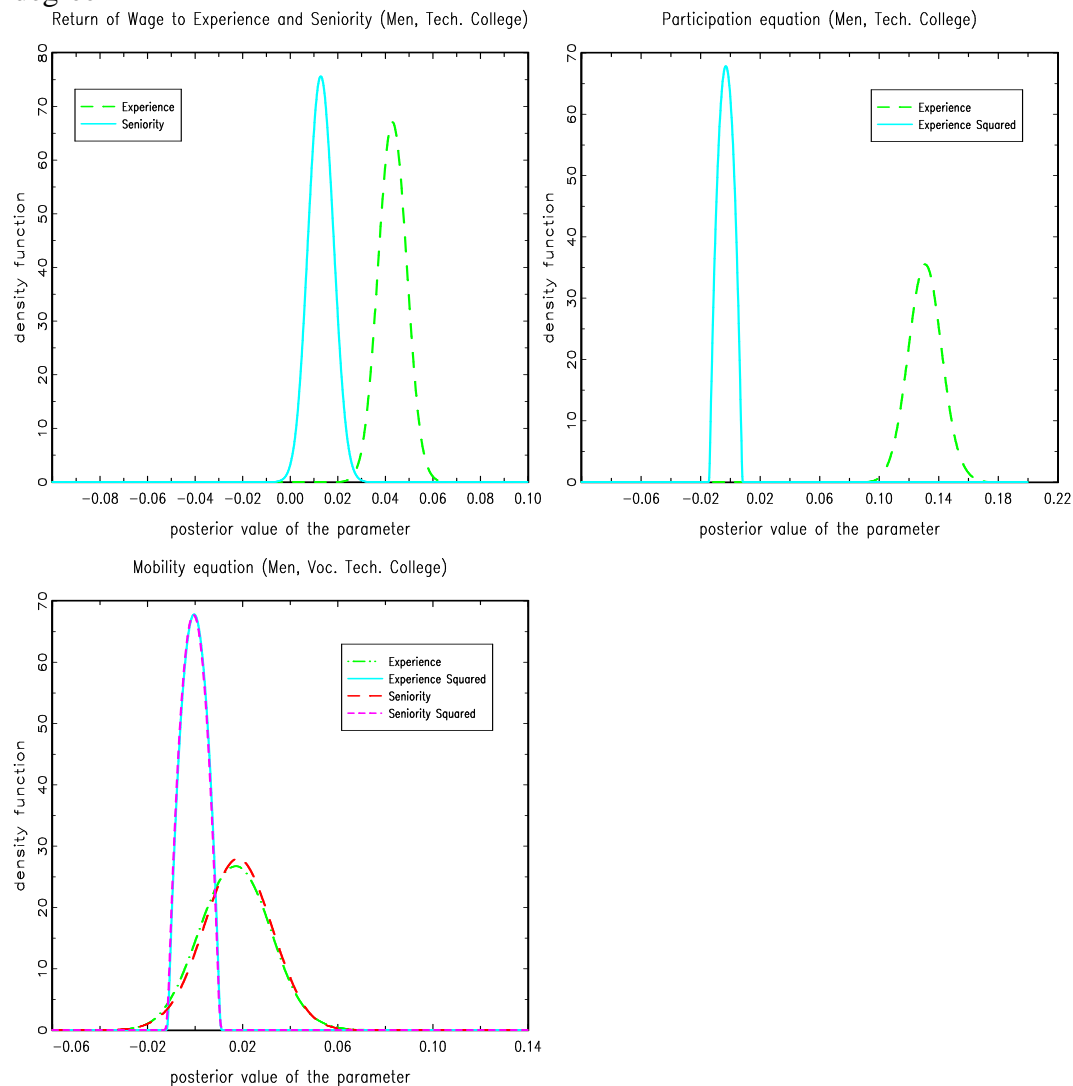 Return of Wage to Experience and Seniority (Men, Tech. College)
80
70
60
50
40
30
20
10
0
density function
Experience
Seniority
-0.08 -0.06 -0.04 -0.02 0.00 0.02 0.04 0.06 0.08 0.10
posterior value of the parameter
Participation equation (Men, Tech. College)
70
60
50
40
30
20
10
0
density function
Experience
Experience Squared
-0.06 -0.02 0.02 0.06 0.10 0.14 0.18 0.22
posterior value of the parameter
Mobility equation (Men, Voc. Tech. College)
70
60
50
40
30
20
10
0
density function
Experience
Experience Squared
Seniority
Seniority Squared
-0.06 -0.02 0.02 0.06 0.10 0.14
posterior value of the parameter